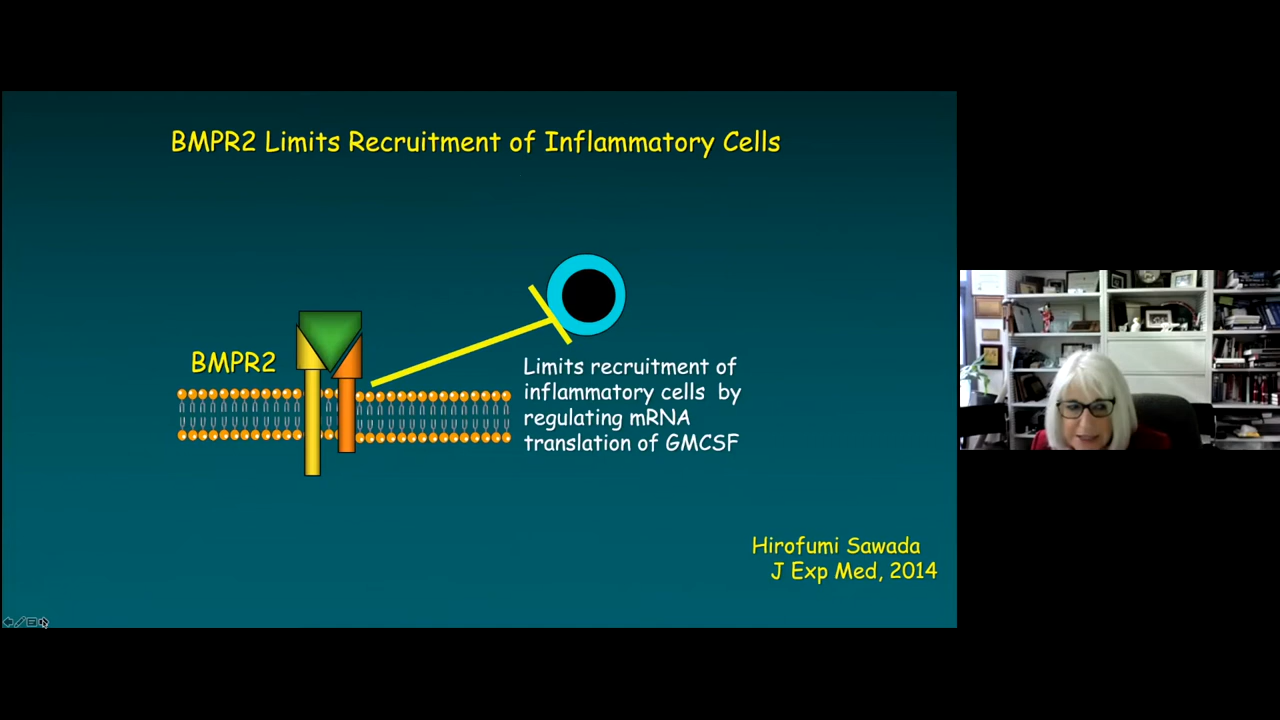 BMPR2 Limits Recruitment of Inflammatory Cells
BMPR2
Limits recruitment of
inflammatory cells by
regulating mRNA
translation of GMCSF
Hirofumi Sawada
J Exp Med, 2014